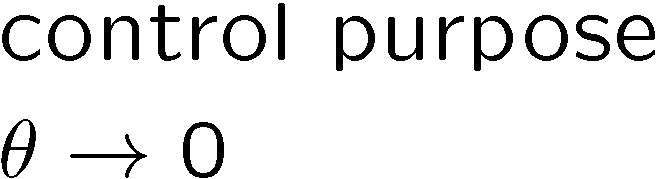 control purpose
θ → 0